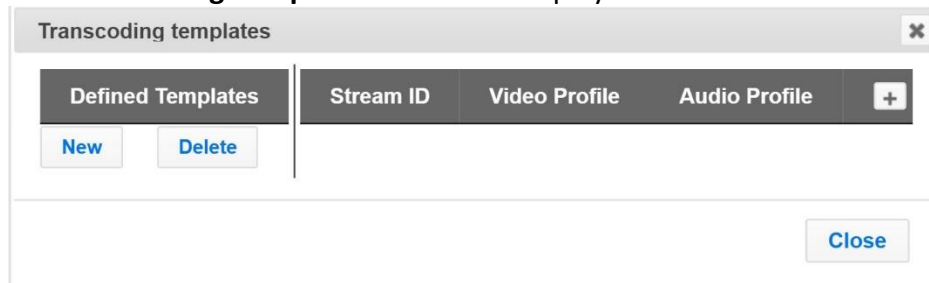 Transcoding templates
Defined Templates Stream ID Video Profile Audio Profile +
New Delete
Close